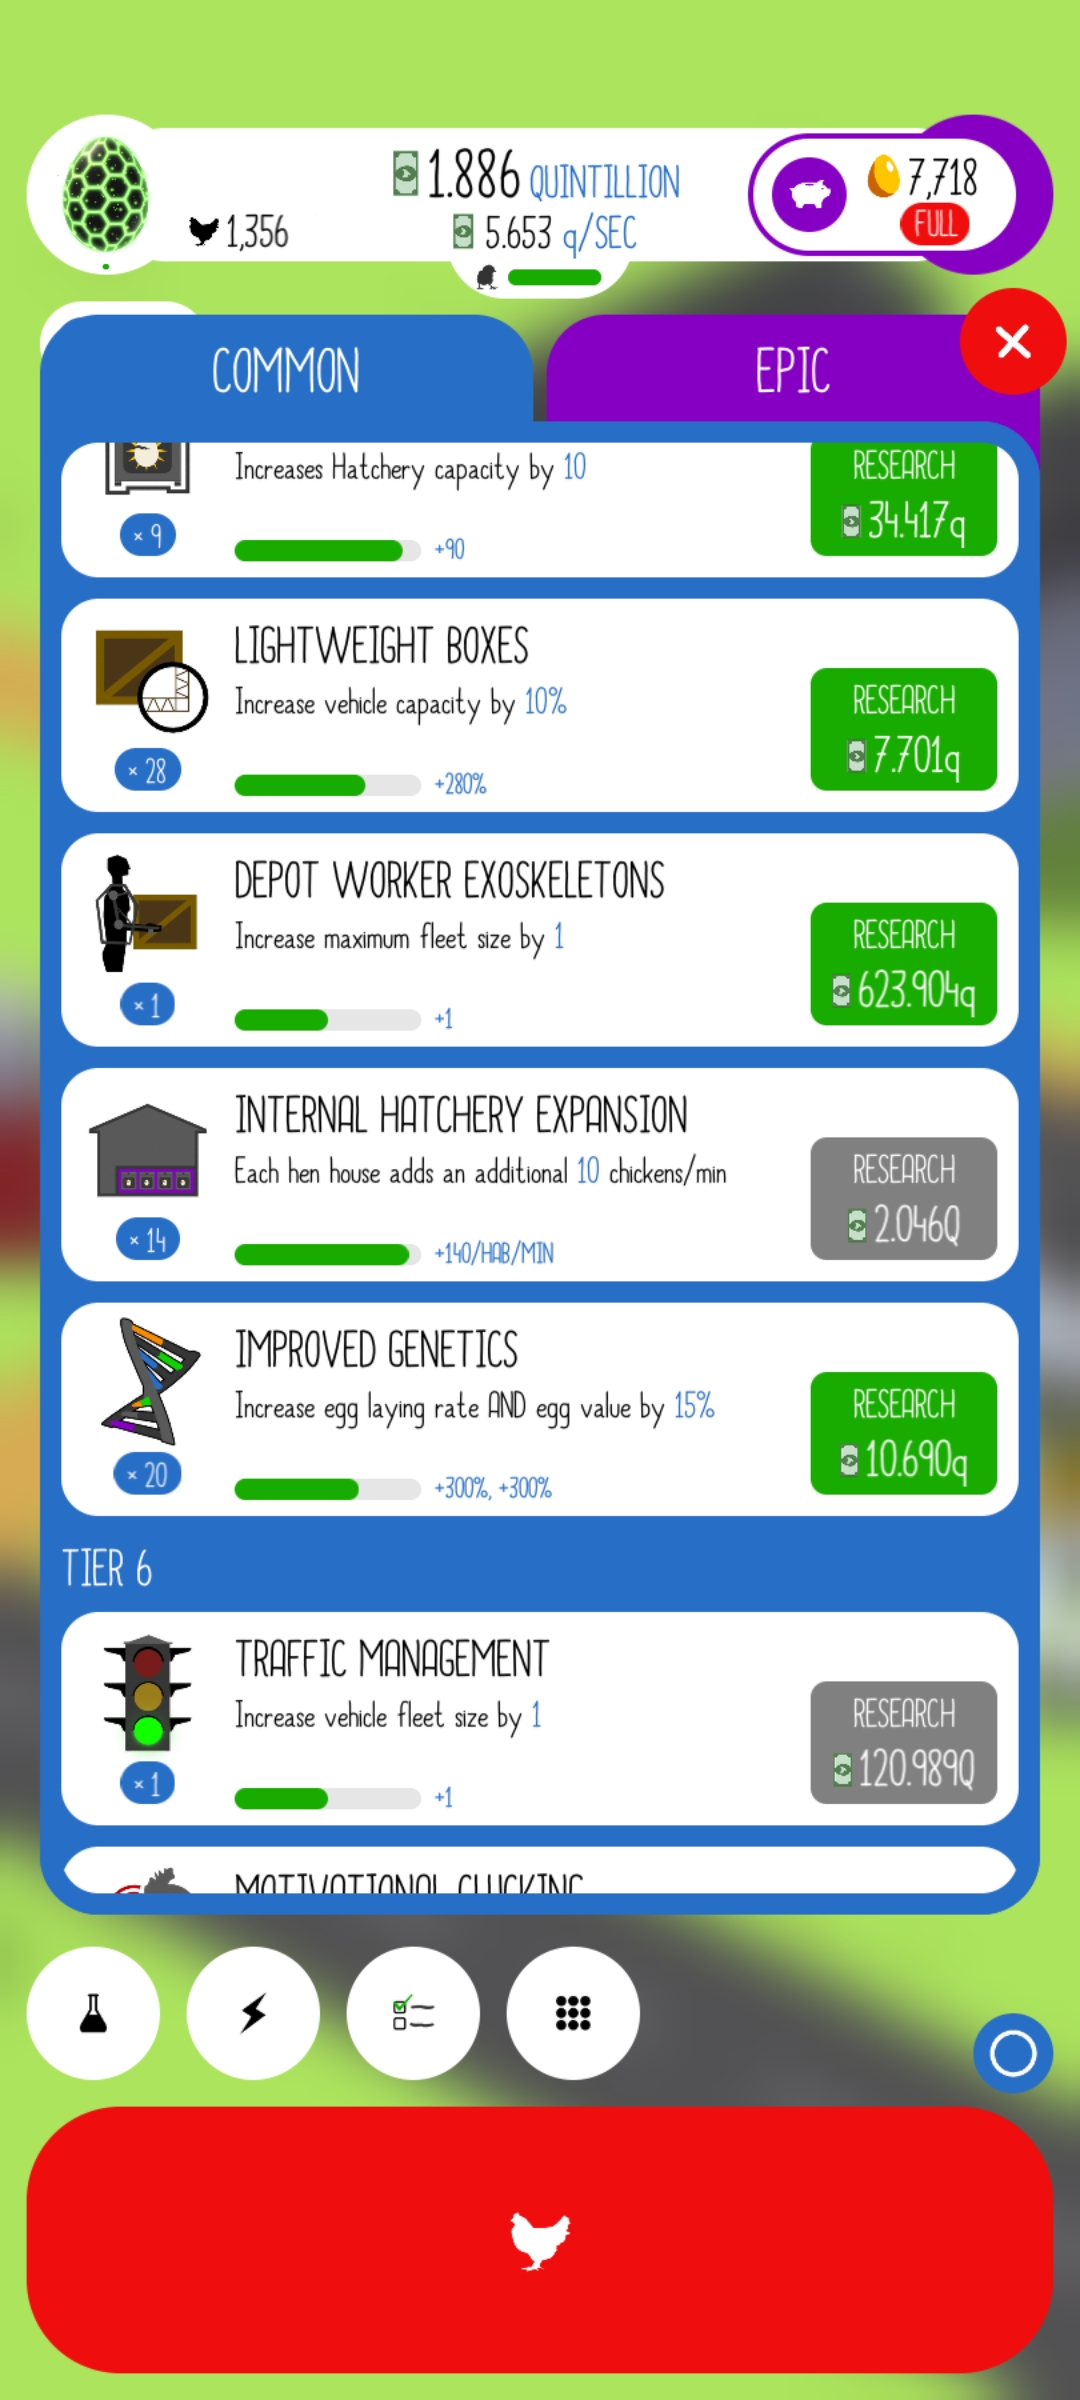 1.886 QUINTILLION
7,718
1,356
5.653 q/SEC
FULL
COMMON
EPIC
Increases Hatchery capacity by 10
RESEARCH
34.417q
× 9
+90
LIGHTWEIGHT BOXES
Increase vehicle capacity by 10%
RESEARCH
7.701q
× 28
+280%
DEPOT WORKER EXOSKELETONS
Increase maximum fleet size by 1
RESEARCH
623.904q
× 1
+1
INTERNAL HATCHERY EXPANSION
Each hen house adds an additional 10 chickens/min
RESEARCH
2.046Q
× 14
+140/HAB/MIN
IMPROVED GENETICS
Increase egg laying rate AND egg value by 15%
RESEARCH
10.690q
× 20
+300%, +300%
TIER 6
TRAFFIC MANAGEMENT
Increase vehicle fleet size by 1
RESEARCH
120.989Q
× 1
+1
MOTIVATIONAL CLUCKING